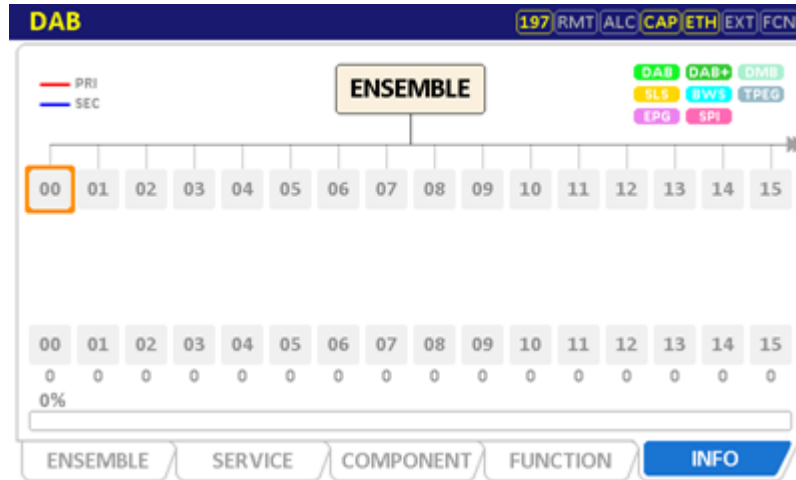 DAB 197 RMT ALC CAP ETH EXT FCN
PRI
SEC
ENSEMBLE
DAB DAB+ DMB
SLS BWS TPEG
EPG SPI
00 01 02 03 04 05 06 07 08 09 10 11 12 13 14 15
00 01 02 03 04 05 06 07 08 09 10 11 12 13 14 15
0 0 0 0 0 0 0 0 0 0 0 0 0 0 0 0
0%
ENSEMBLE SERVICE COMPONENT FUNCTION INFO